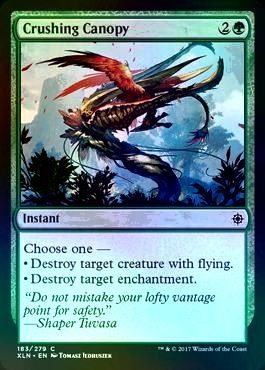 Crushing Canopy 2
Instant
Choose one —
• Destroy target creature with flying.
• Destroy target enchantment.
"Do not mistake your lofty vantage
point for safety."
—Shaper Tuvasa
183/279 C
XLN • EN Tomasz Jedruszek
™ & © 2017 Wizards of the Coast